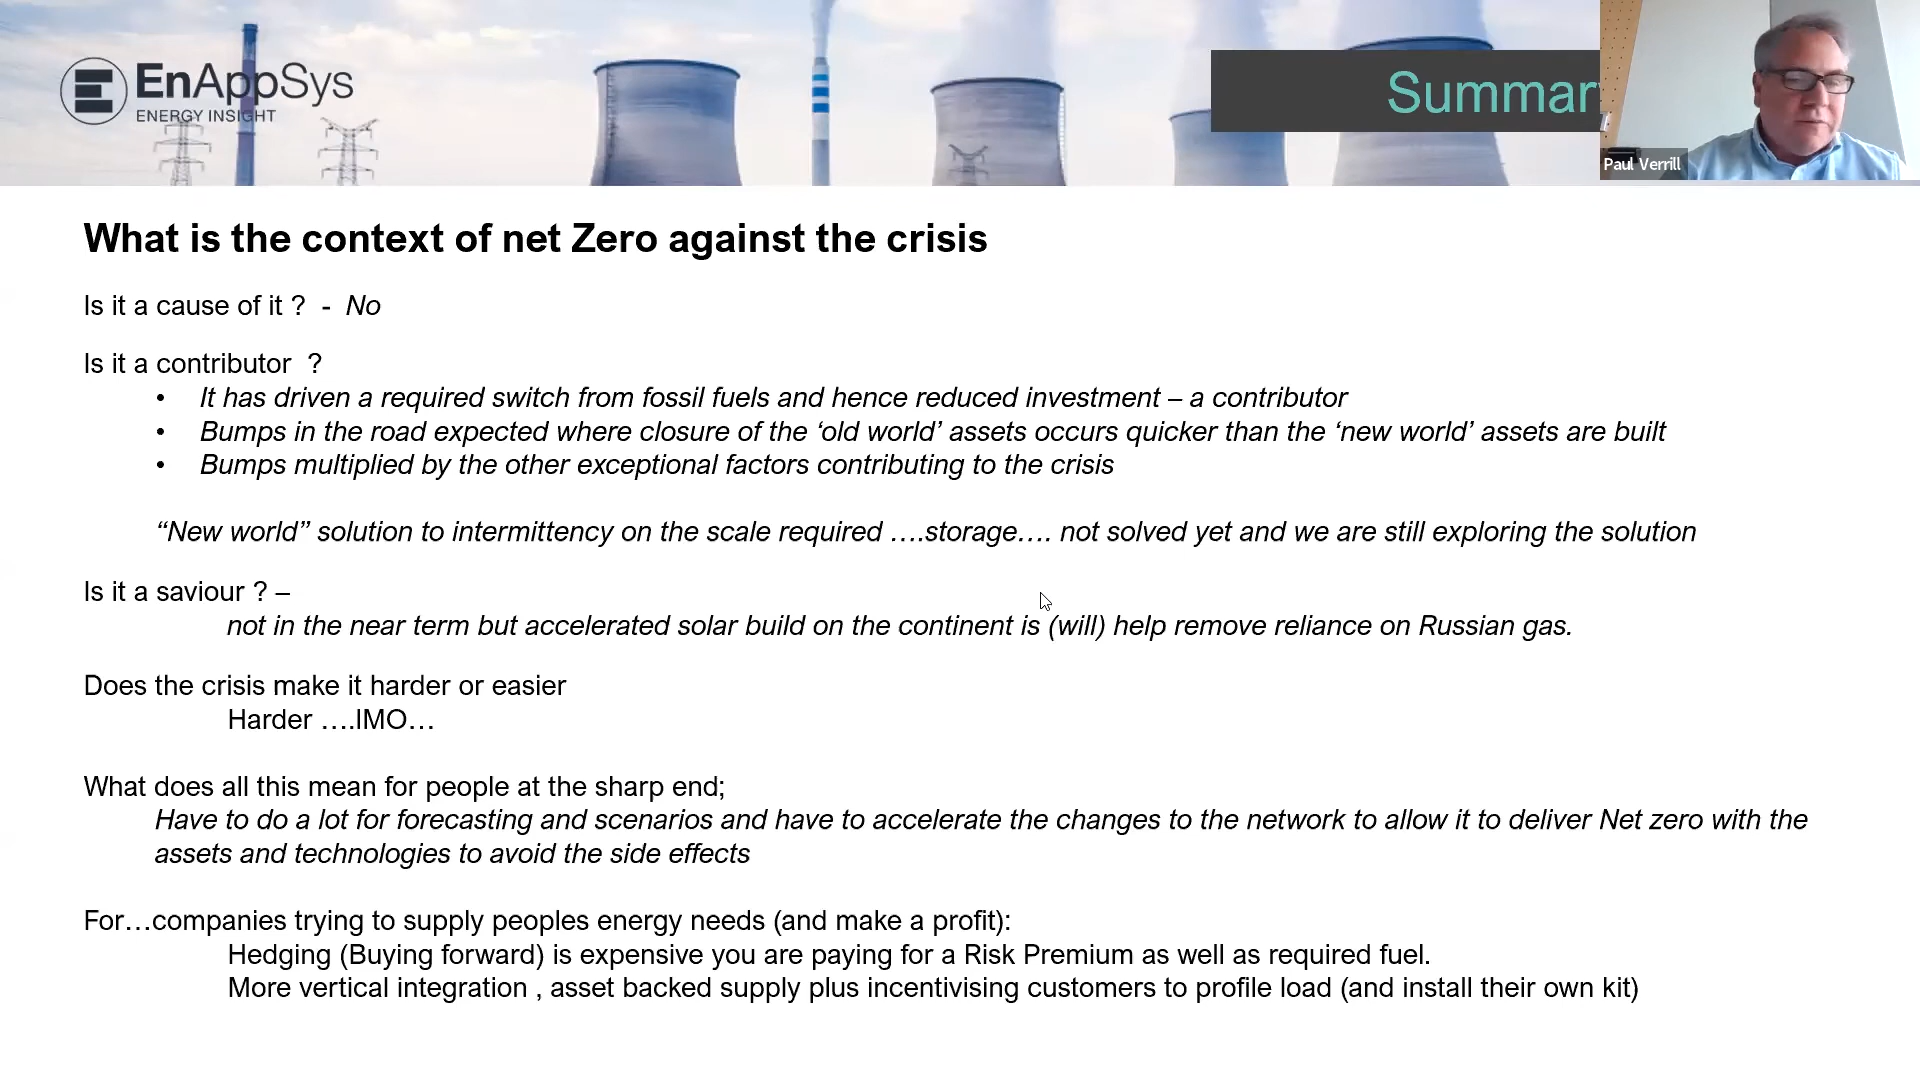 EnAppSys
ENERGY INSIGHT
Summary
Paul Verrill
What is the context of net Zero against the crisis
Is it a cause of it ? - No
Is it a contributor ?
• It has driven a required switch from fossil fuels and hence reduced investment – a contributor
• Bumps in the road expected where closure of the ‘old world’ assets occurs quicker than the ‘new world’ assets are built
• Bumps multiplied by the other exceptional factors contributing to the crisis
“New world” solution to intermittency on the scale required ….storage…. not solved yet and we are still exploring the solution
Is it a saviour ? –
not in the near term but accelerated solar build on the continent is (will) help remove reliance on Russian gas.
Does the crisis make it harder or easier
Harder ….IMO…
What does all this mean for people at the sharp end;
Have to do a lot for forecasting and scenarios and have to accelerate the changes to the network to allow it to deliver Net zero with the
assets and technologies to avoid the side effects
For…companies trying to supply peoples energy needs (and make a profit):
Hedging (Buying forward) is expensive you are paying for a Risk Premium as well as required fuel.
More vertical integration , asset backed supply plus incentivising customers to profile load (and install their own kit)